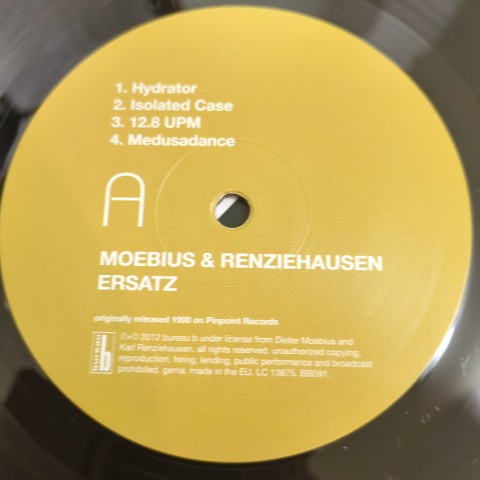 1. Hydrator
2. Isolated Case
3. 12.8 UPM
4. Medusadance
A
MOEBIUS & RENZIEHAUSEN
ERSATZ
originally released 1990 on Pinpoint Records
bureau b
℗+© 2012 bureau b under license from Dieter Moebius and
Karl Renziehausen. all rights reserved. unauthorized copying,
reproduction, hiring, lending, public performance and broadcast
prohibited. gema. made in the EU. LC 13875. BB091.